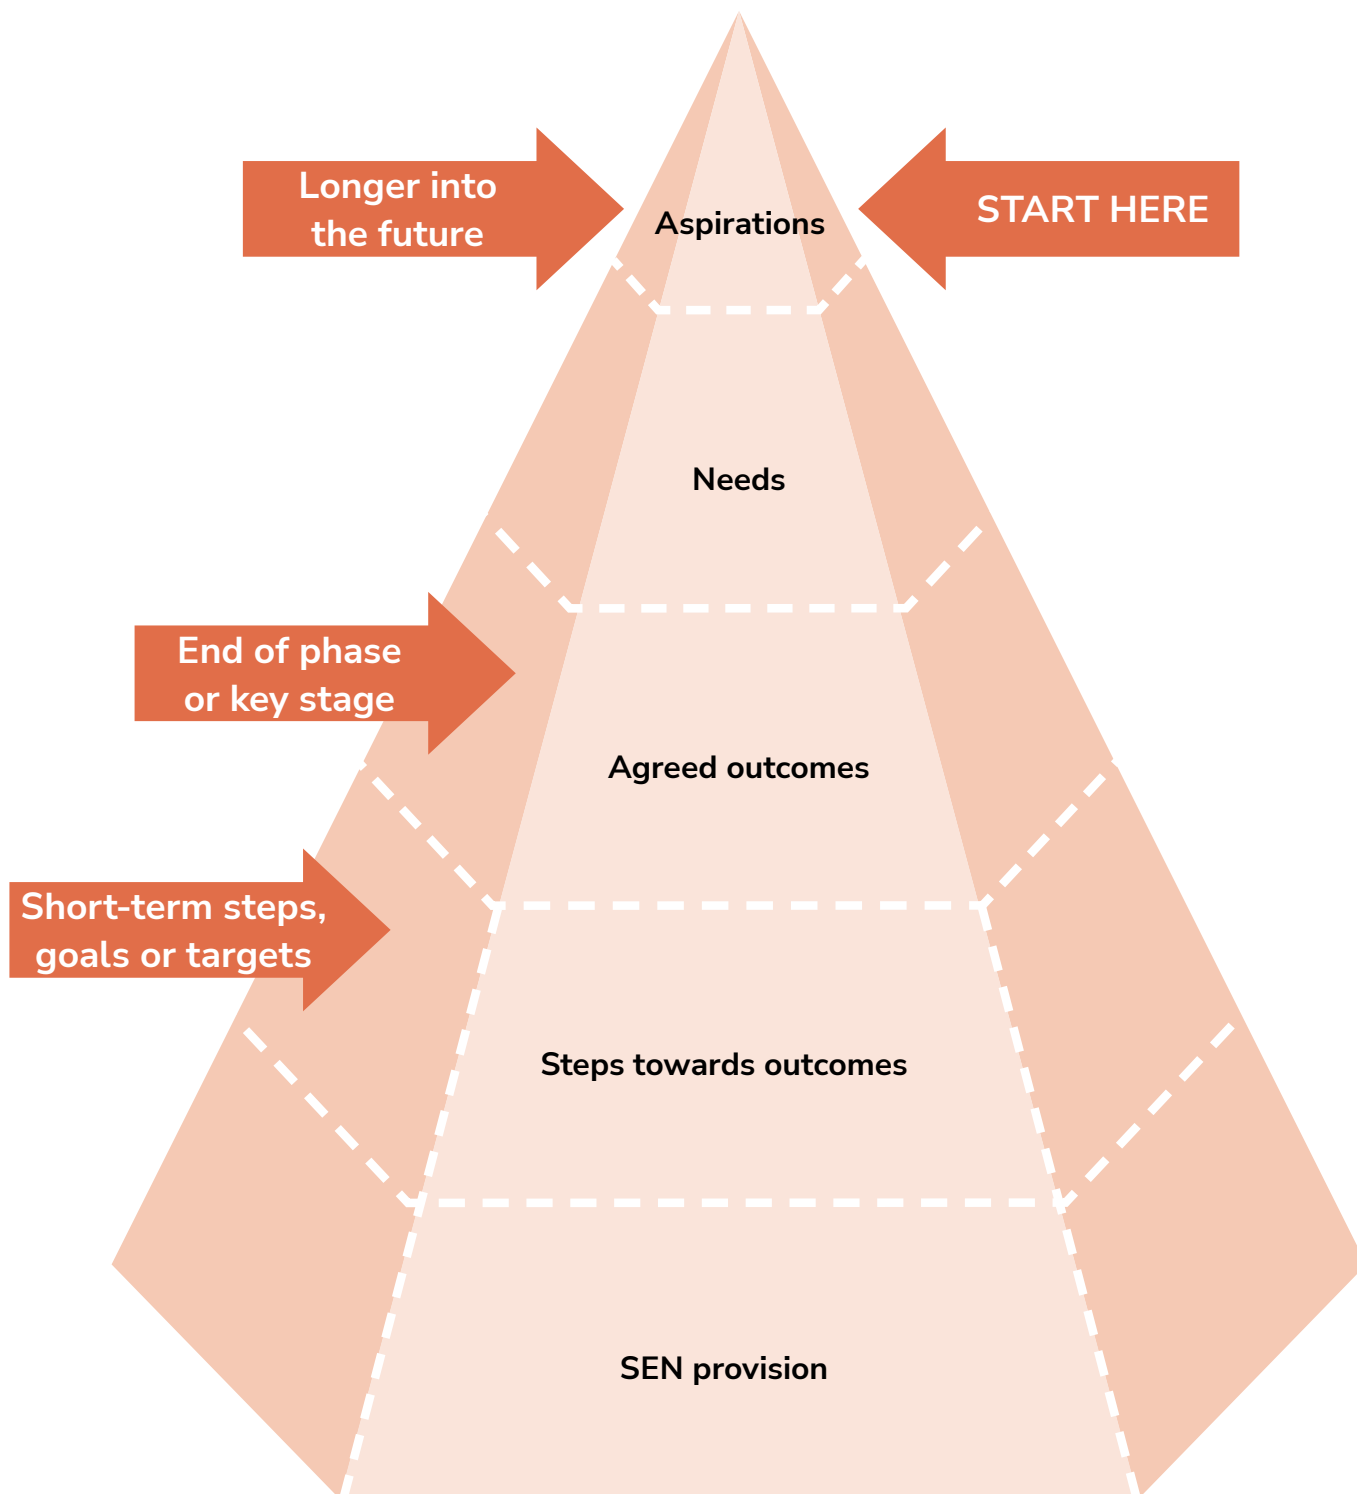 Longer into
the future
START HERE
Aspirations
Needs
End of phase
or key stage
Agreed outcomes
Short-term steps,
goals or targets
Steps towards outcomes
SEN provision